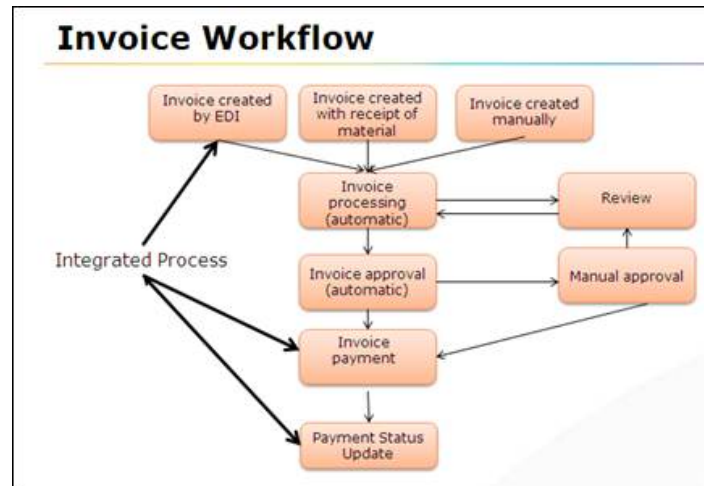 Invoice Workflow
Invoice created
by EDI
Invoice created
with receipt of
material
Invoice created
manually
Invoice
processing
(automatic)
Review
Integrated Process
Invoice approval
(automatic)
Manual approval
Invoice
payment
Payment Status
Update